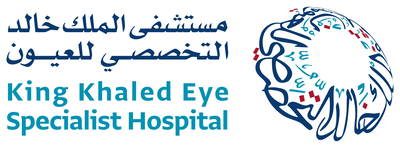 مستشفى الملك خالد
التخصصي للعيون
King Khaled Eye
Specialist Hospital